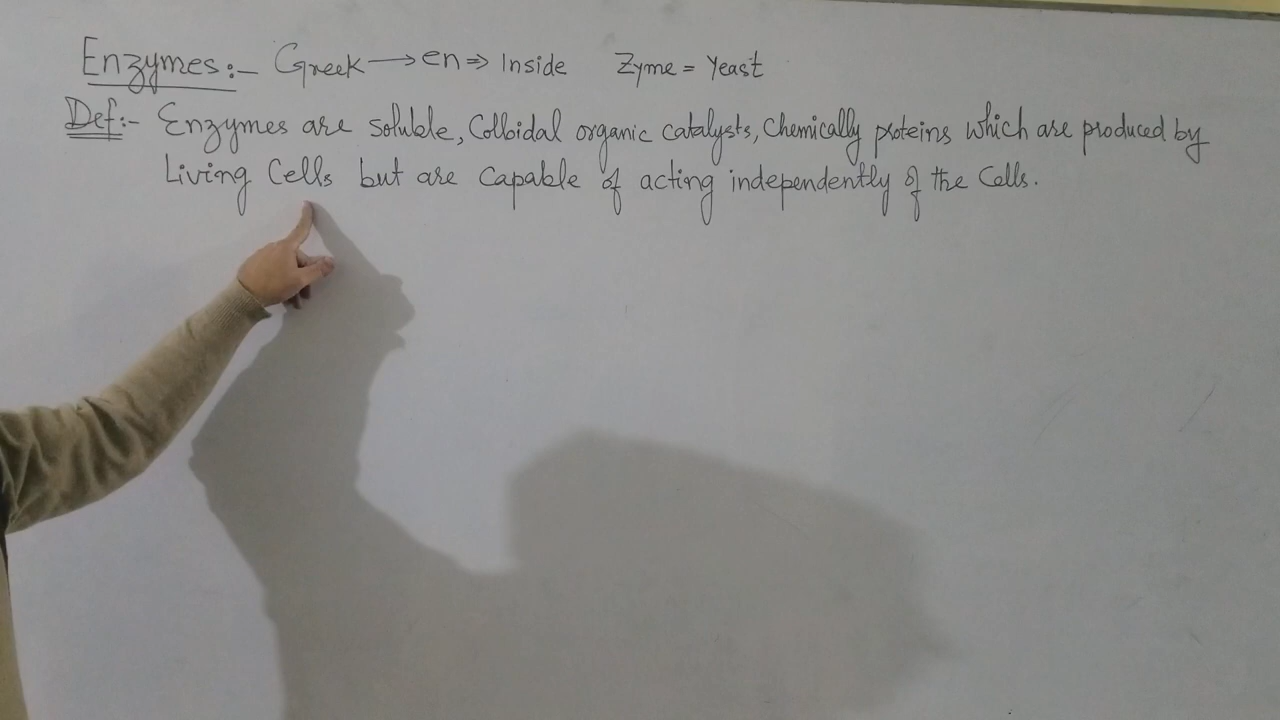 Enzymes:- Greek → en ⇒ Inside Zyme = Yeast
Def:- Enzymes are soluble, Colloidal organic catalysts, Chemically proteins which are produced by
Living Cells but are Capable of acting independently of the Cells.